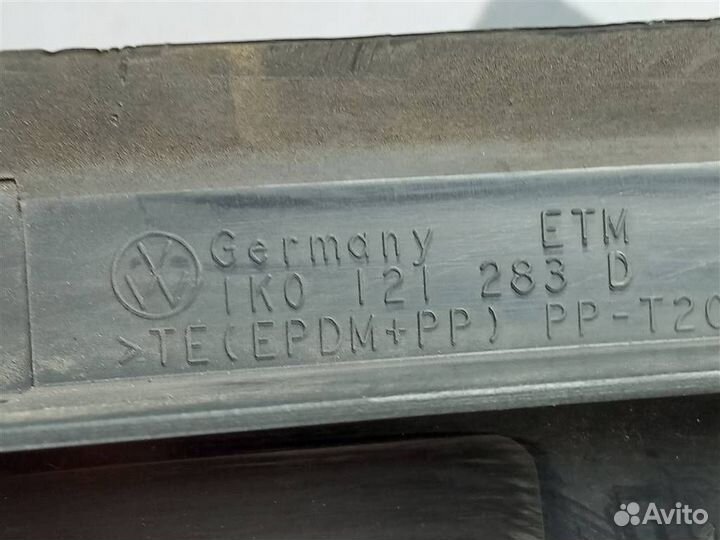 Germany ETM
1K0 121 283 D
>TE(EPDM+PP) PP-T20
Avito